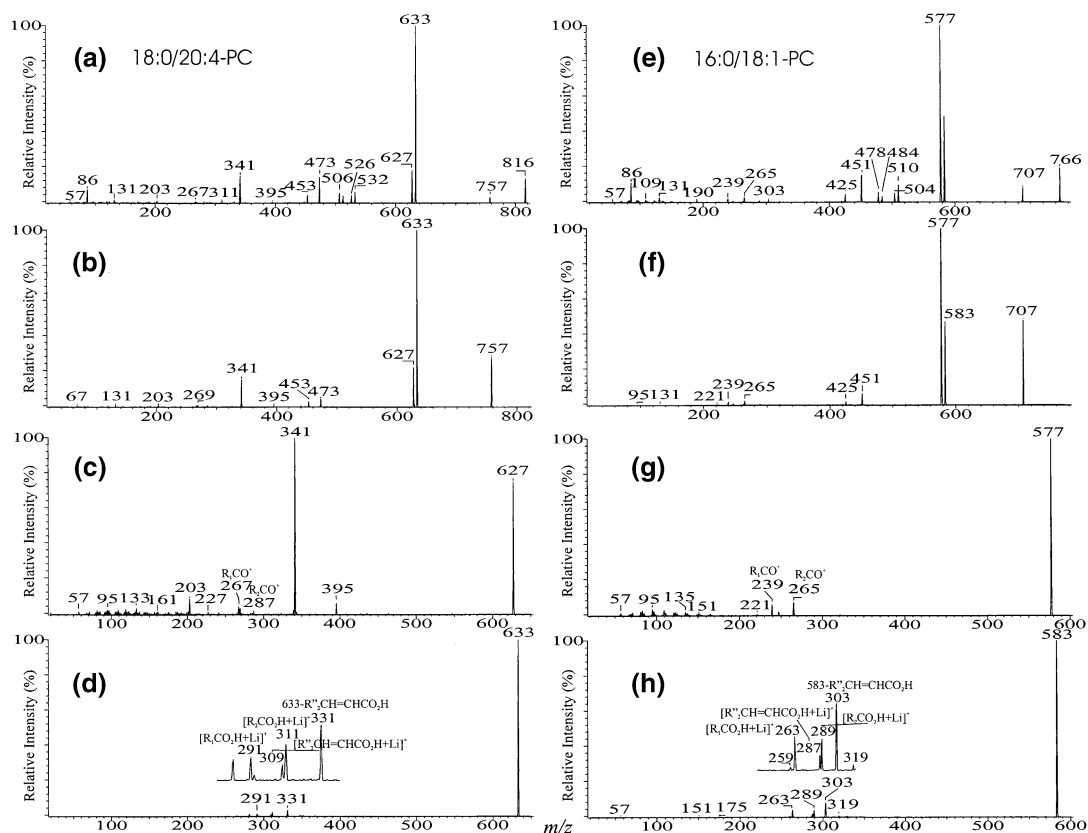 (a) 18:0/20:4-PC
Relative Intensity (%)
100
633
86
57
131
203
267
311
341
395
453
473
506
526
532
627
757
816
200 400 600 800
(b)
Relative Intensity (%)
100
633
67
131
203
269
341
395
453
473
627
757
200 400 600 800
(c)
Relative Intensity (%)
100
57
95
133
161
203
227
R₁CO⁺
267
R₂CO⁺
287
341
395
627
100 200 300 400 500 600
(d)
Relative Intensity (%)
100
633
633-R"₂CH=CHCO₂H
331
[R₂CO₂H+Li]⁺
311
[R₁CO₂H+Li]⁺
291
309
[R"₂CH=CHCO₂H+Li]⁺
291
331
100 200 300 400 500 600
(e) 16:0/18:1-PC
Relative Intensity (%)
100
577
57
86
109
131
190
239
265
303
425
451
478
484
510
504
707
766
200 400 600
(f)
Relative Intensity (%)
100
577
95
131
221
239
265
425
451
583
707
200 400 600
(g)
Relative Intensity (%)
100
577
57
95
135
151
221
R₁CO⁺
239
R₂CO⁺
265
100 200 300 400 500 600
(h)
Relative Intensity (%)
100
583
583-R"₂CH=CHCO₂H
303
[R"₂CH=CHCO₂H+Li]⁺
[R₂CO₂H+Li]⁺
[R₁CO₂H+Li]⁺
263
289
287
259
319
57
151
175
263
289
303
319
100 200 300 400 500 600
m/z